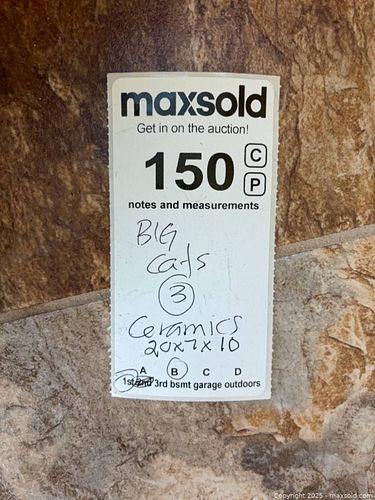 maxsold
Get in on the auction!
150 C
P
notes and measurements
BIG
cats
3
Ceramics
20x7x10
A B C D
1st 2nd 3rd bsmt garage outdoors
Copyright 2025 - maxsold.com